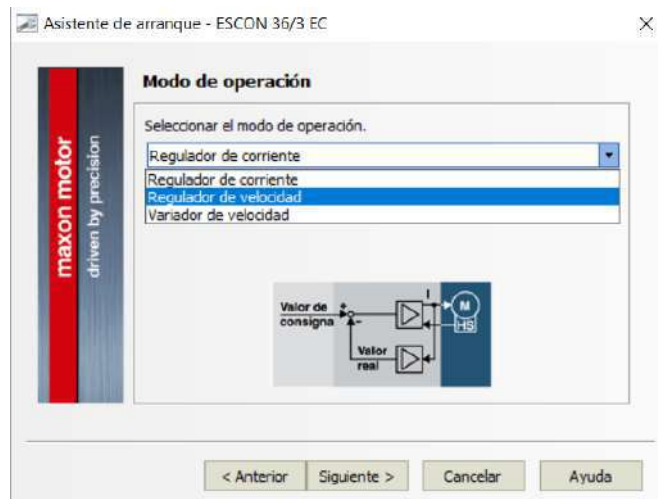 Asistente de arranque - ESCON 36/3 EC
maxon motor
driven by precision
Modo de operación
Seleccionar el modo de operación.
Regulador de corriente
Regulador de corriente
Regulador de velocidad
Variador de velocidad
Valor de
consigna
+
-
I
M
HS
Valor
real
< Anterior
Siguiente >
Cancelar
Ayuda